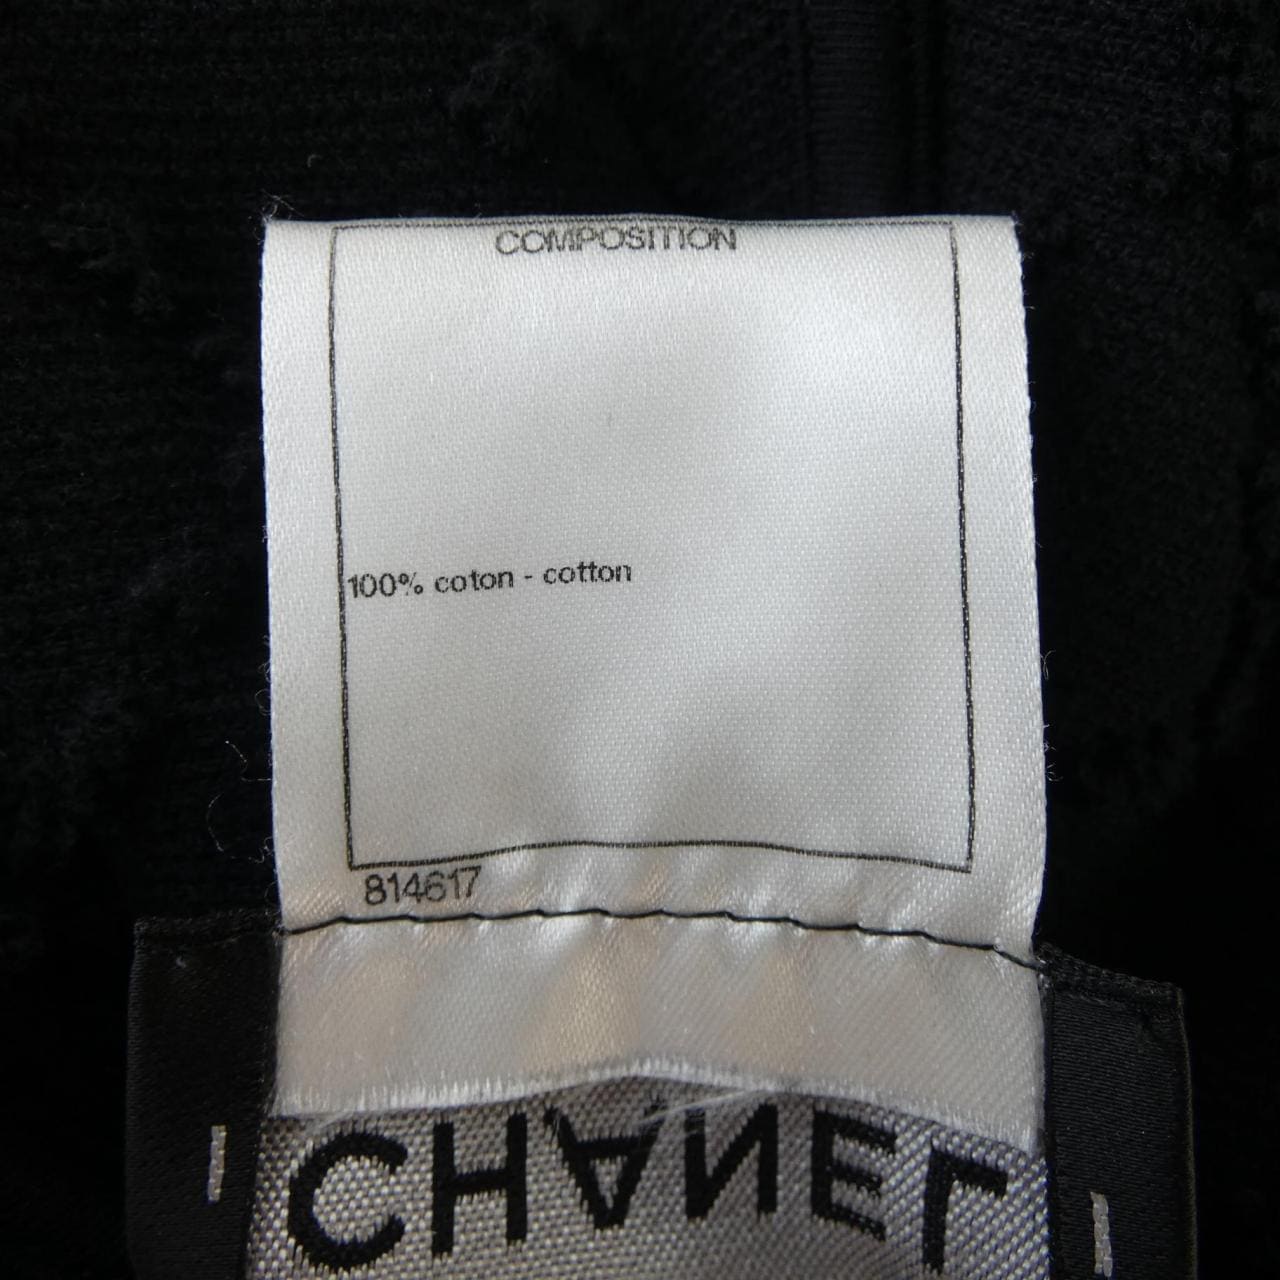 COMPOSITION
100% coton - cotton
814617
CHANEL